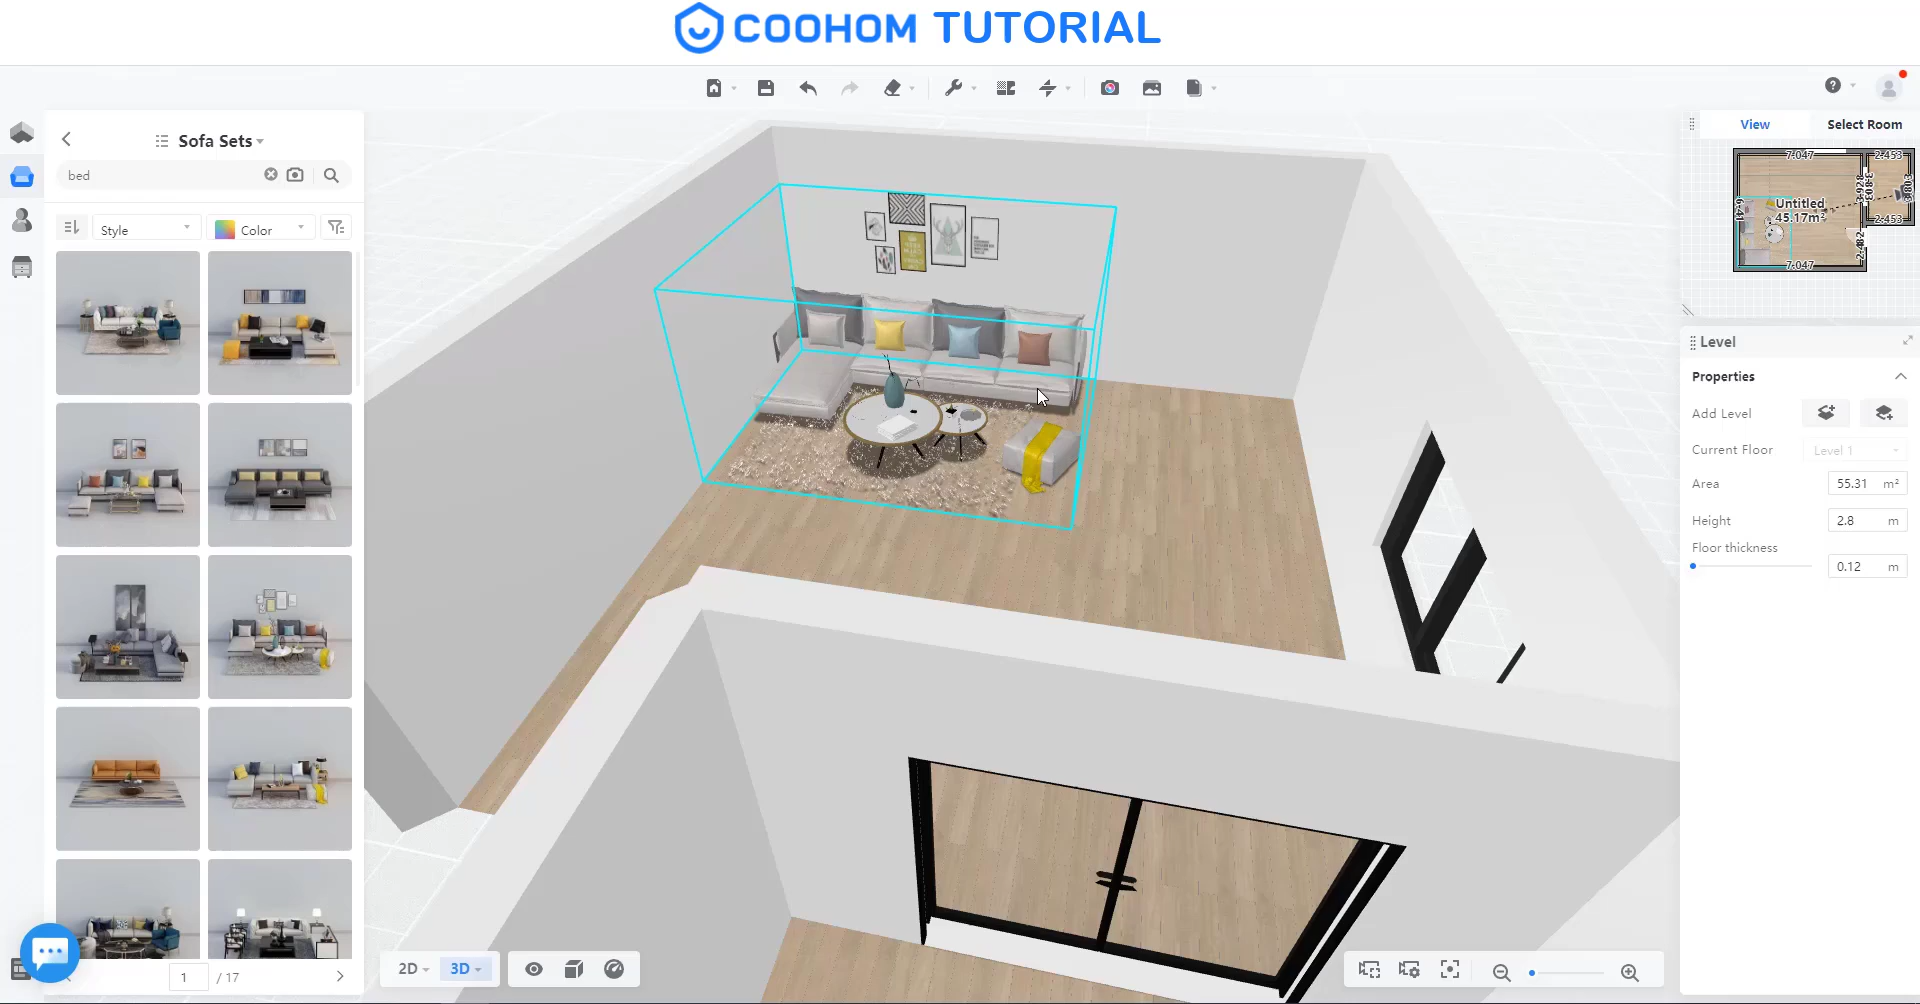 COOHOM TUTORIAL
Sofa Sets
bed
Style
Color
1 / 17
2D
3D
View
Select Room
7.047
2.453
Untitled
45.17m²
2.453
7.047
Level
Properties
Add Level
Current Floor
Level 1
Area
55.31 m²
Height
2.8 m
Floor thickness
0.12 m